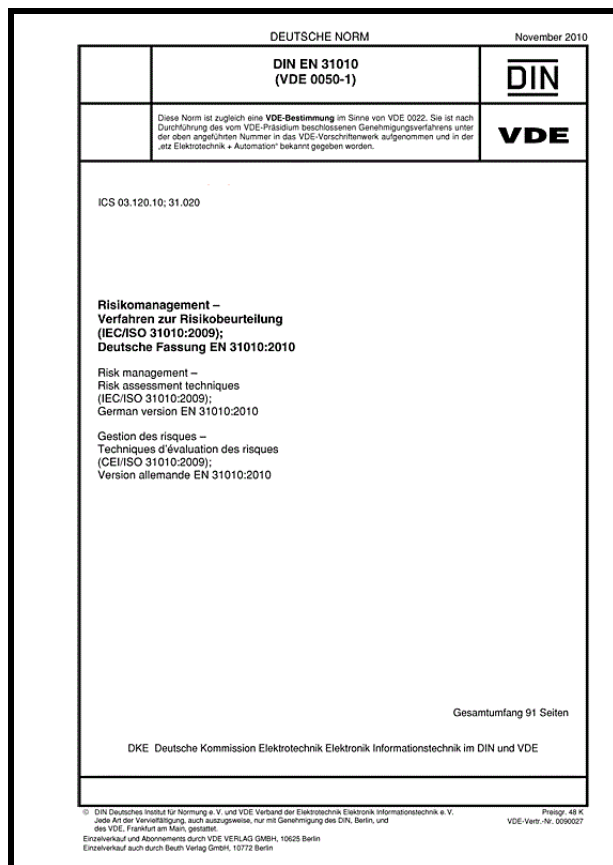 DEUTSCHE NORM
November 2010
DIN EN 31010
(VDE 0050-1)
DIN
Diese Norm ist zugleich eine VDE-Bestimmung im Sinne von VDE 0022. Sie ist nach
Durchführung des vom VDE-Präsidium beschlossenen Genehmigungsverfahrens unter
der oben angeführten Nummer in das VDE-Vorschriftenwerk aufgenommen und in der
„etz Elektrotechnik + Automation“ bekannt gegeben worden.
VDE
ICS 03.120.10; 31.020
Risikomanagement –
Verfahren zur Risikobeurteilung
(IEC/ISO 31010:2009);
Deutsche Fassung EN 31010:2010
Risk management –
Risk assessment techniques
(IEC/ISO 31010:2009);
German version EN 31010:2010
Gestion des risques –
Techniques d’évaluation des risques
(CEI/ISO 31010:2009);
Version allemande EN 31010:2010
Gesamtumfang 91 Seiten
DKE Deutsche Kommission Elektrotechnik Elektronik Informationstechnik im DIN und VDE
© DIN Deutsches Institut für Normung e. V. und VDE Verband der Elektrotechnik Elektronik Informationstechnik e. V.
Jede Art der Vervielfältigung, auch auszugsweise, nur mit Genehmigung des DIN, Berlin, und
des VDE, Frankfurt am Main, gestattet.
Einzelverkauf und Abonnements durch VDE VERLAG GMBH, 10625 Berlin
Einzelverkauf auch durch Beuth Verlag GmbH, 10772 Berlin
Preisgr. 48 K
VDE-Vertr.-Nr. 0090027